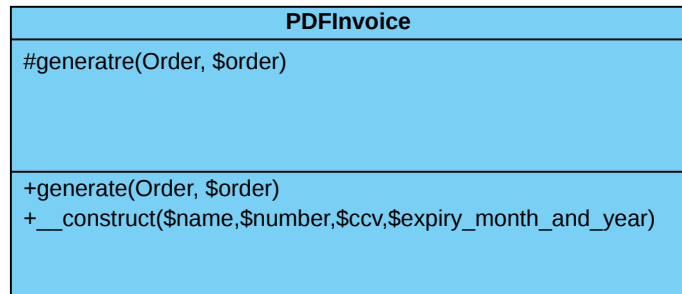 PDFInvoice
#generatre(Order, $order)
+generate(Order, $order)
+__construct($name,$number,$ccv,$expiry_month_and_year)